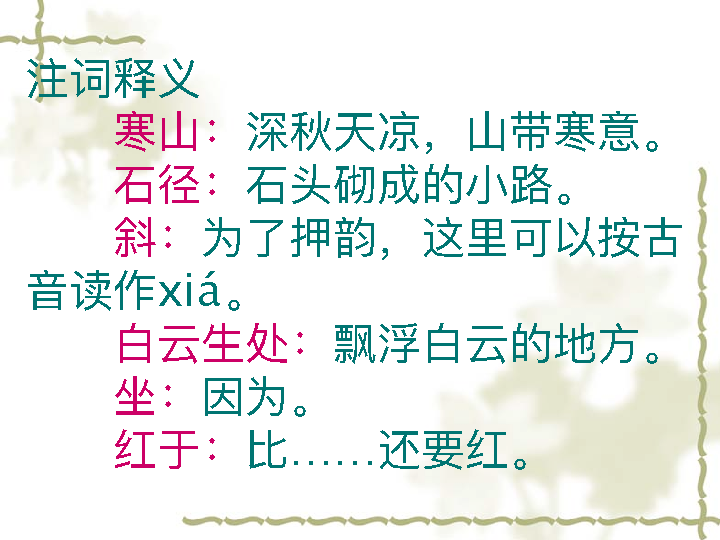 注词释义
寒山：深秋天凉，山带寒意。
石径：石头砌成的小路。
斜：为了押韵，这里可以按古
音读作xiá。
白云生处：飘浮白云的地方。
坐：因为。
红于：比……还要红。